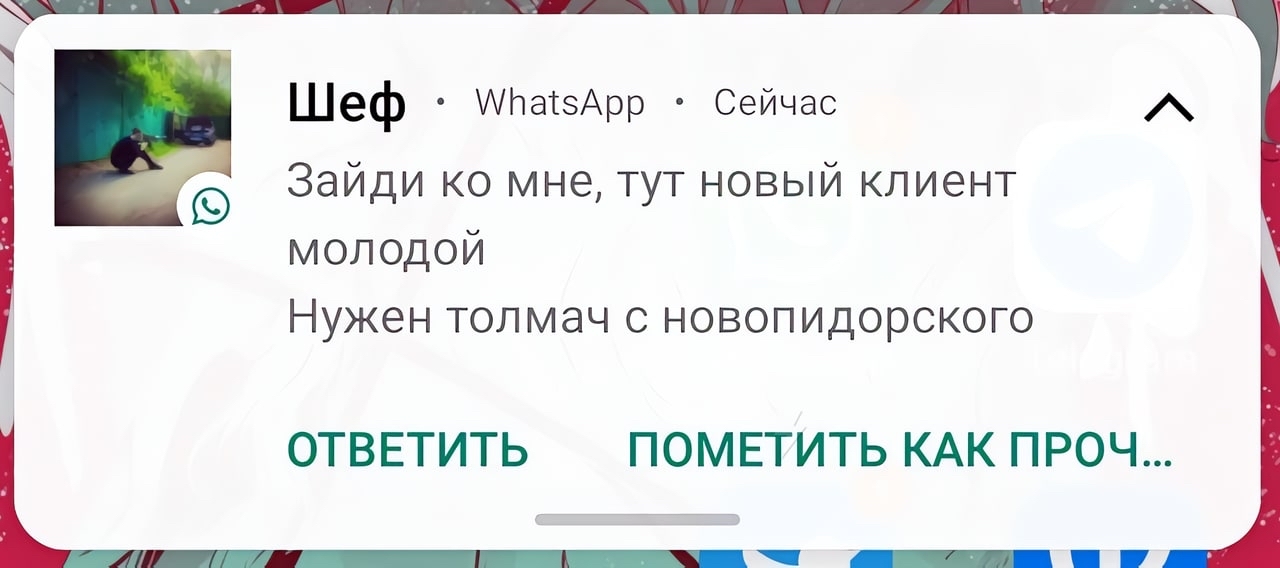 Шеф • WhatsApp • Сейчас
Зайди ко мне, тут новый клиент
молодой
Нужен толмач с новопидорского
ОТВЕТИТЬ ПОМЕТИТЬ КАК ПРОЧ...